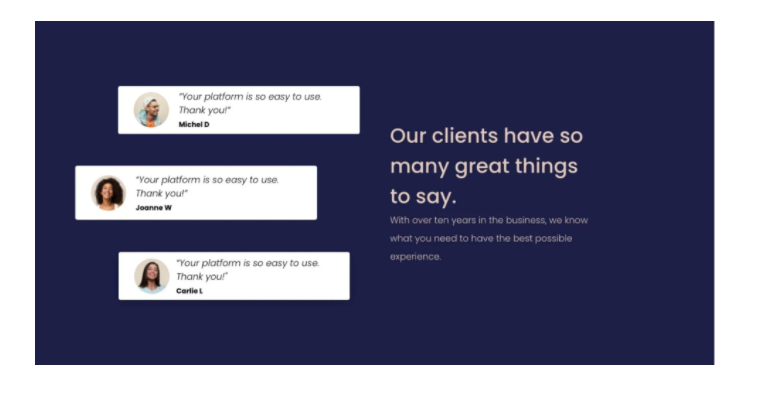 “Your platform is so easy to use.
Thank you!”
Michel D
“Your platform is so easy to use.
Thank you!”
Joanne W
“Your platform is so easy to use.
Thank you!”
Carlie L
Our clients have so
many great things
to say.
With over ten years in the business, we know
what you need to have the best possible
experience.